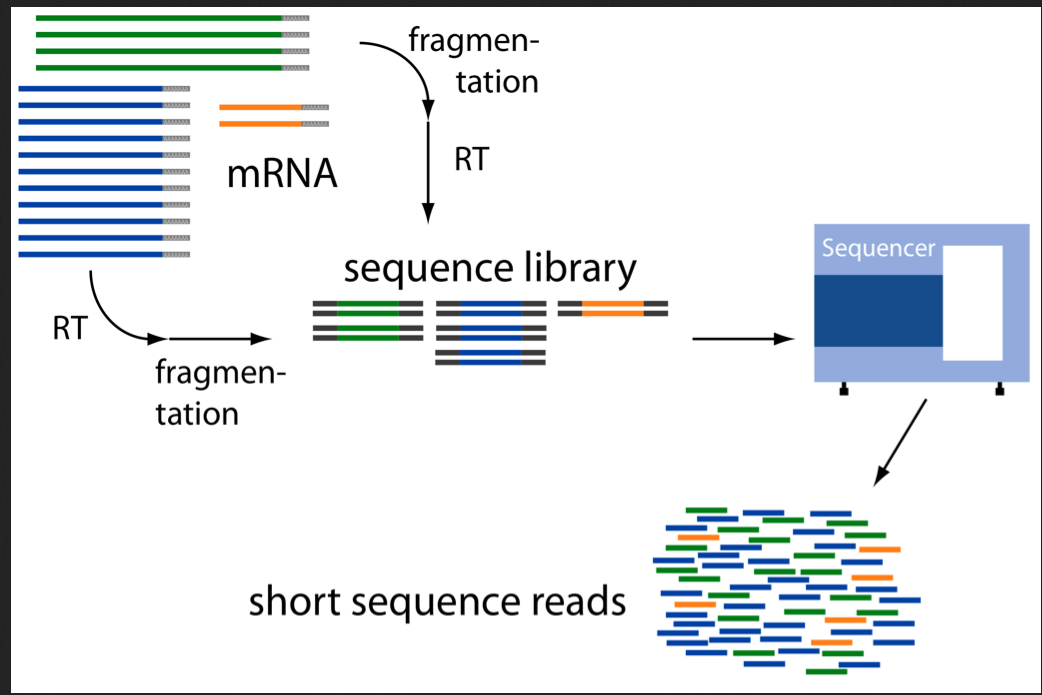 fragmen-
tation
mRNA
RT
sequence library
Sequencer
RT
fragmen-
tation
short sequence reads